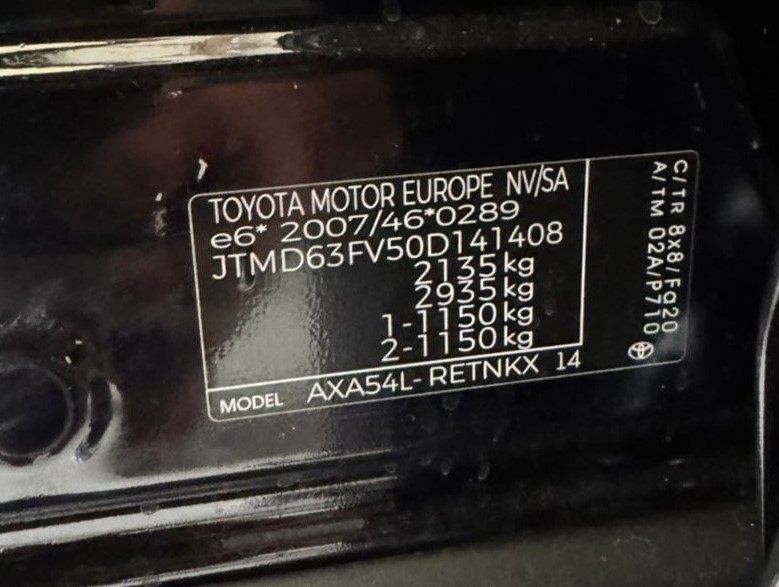 TOYOTA MOTOR EUROPE NV/SA
e6* 2007/46*0289
JTMD63FV50D141408
2135 kg
2935 kg
1-1150 kg
2-1150 kg
MODEL AXA54L-RETNKX 14
C/TR 8x8/FQ20
A/TM 02A/P710